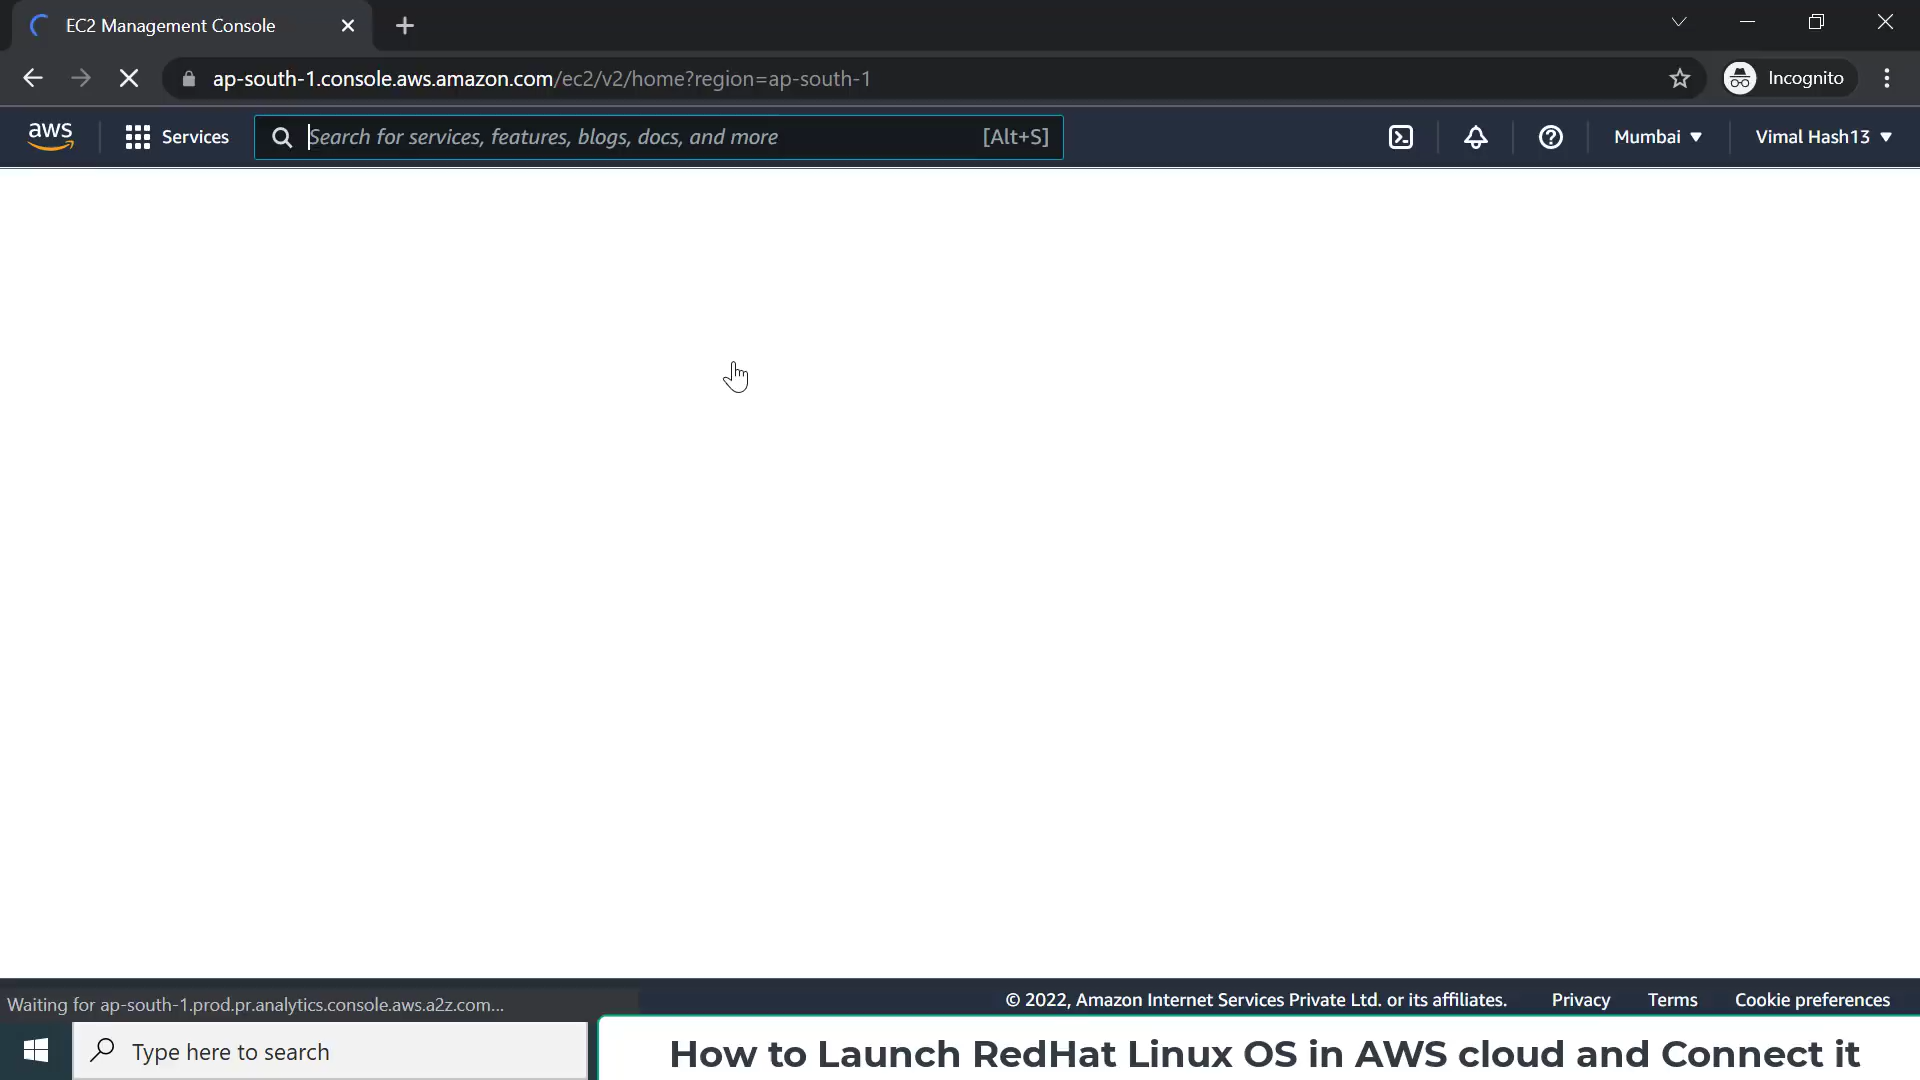 EC2 Management Console
ap-south-1.console.aws.amazon.com/ec2/v2/home?region=ap-south-1
Incognito
aws
Services
Search for services, features, blogs, docs, and more
[Alt+S]
Mumbai
Vimal Hash13
Waiting for ap-south-1.prod.pr.analytics.console.aws.a2z.com...
© 2022, Amazon Internet Services Private Ltd. or its affiliates.
Privacy
Terms
Cookie preferences
Type here to search
How to Launch RedHat Linux OS in AWS cloud and Connect it